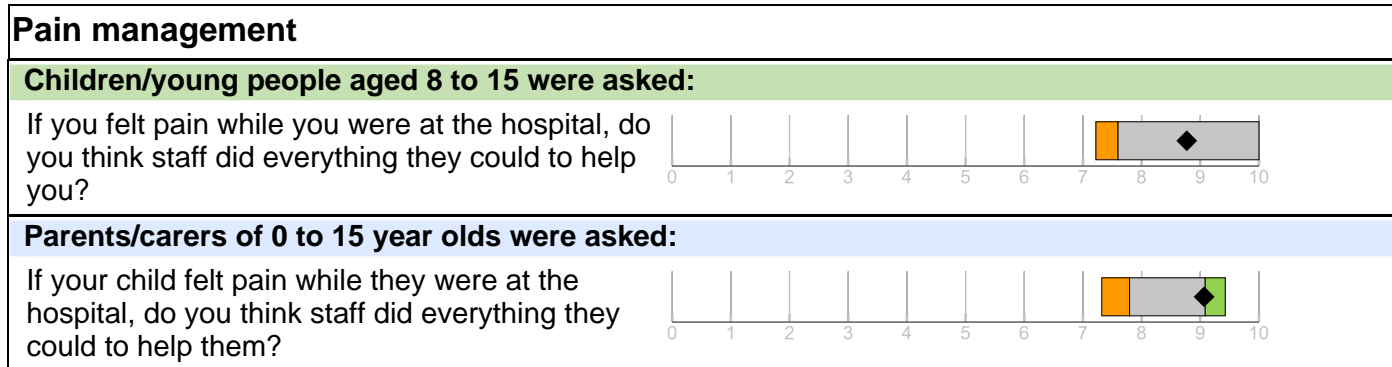 Pain management
Children/young people aged 8 to 15 were asked:
If you felt pain while you were at the hospital, do
you think staff did everything they could to help
you?
0 1 2 3 4 5 6 7 8 9 10
Parents/carers of 0 to 15 year olds were asked:
If your child felt pain while they were at the
hospital, do you think staff did everything they
could to help them?
0 1 2 3 4 5 6 7 8 9 10